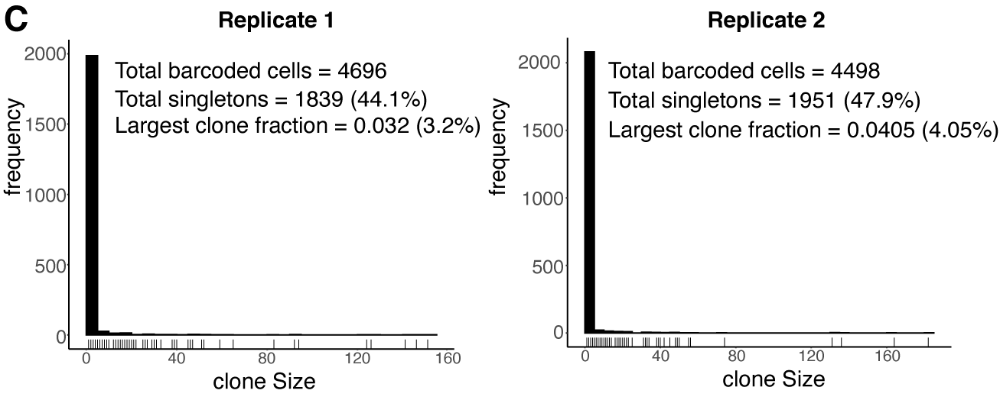 C
Replicate 1
Total barcoded cells = 4696
Total singletons = 1839 (44.1%)
Largest clone fraction = 0.032 (3.2%)
frequency
2000
1500
1000
500
0
0 40 80 120 160
clone Size
Replicate 2
Total barcoded cells = 4498
Total singletons = 1951 (47.9%)
Largest clone fraction = 0.0405 (4.05%)
frequency
2000
1500
1000
500
0
0 40 80 120 160
clone Size